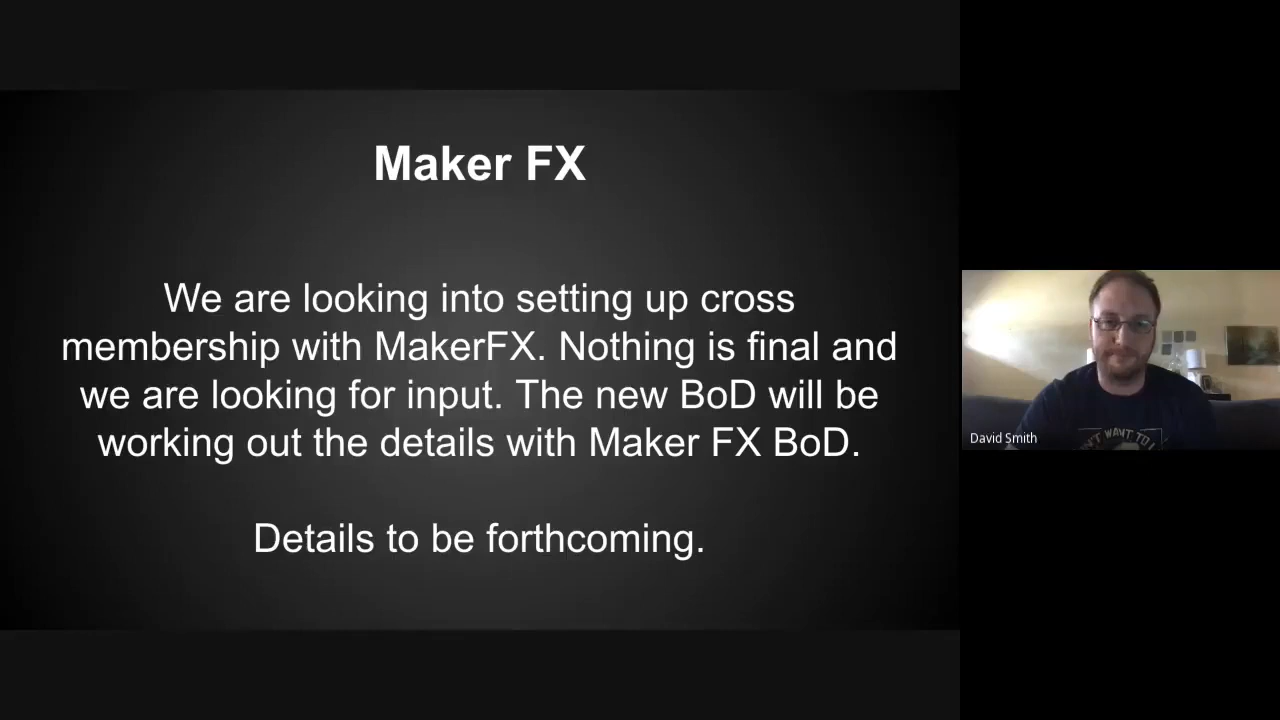 Maker FX
We are looking into setting up cross
membership with MakerFX. Nothing is final and
we are looking for input. The new BoD will be
working out the details with Maker FX BoD.
Details to be forthcoming.
David Smith
WANT TO